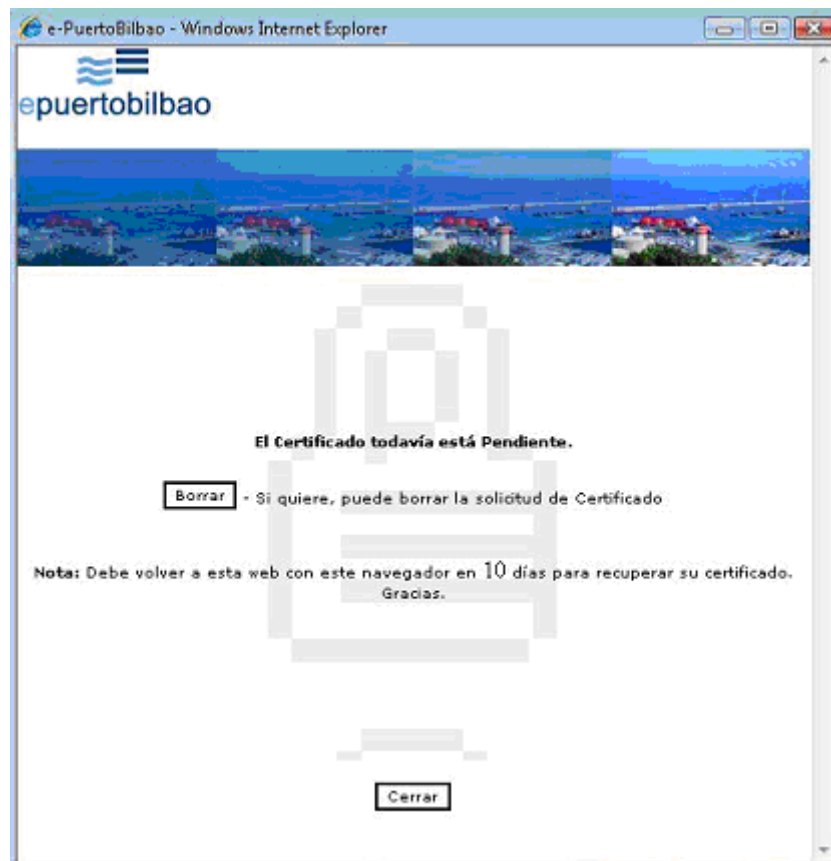 e-PuertoBilbao - Windows Internet Explorer
epuertobilbao
El Certificado todavía está Pendiente.
Borrar - Si quiere, puede borrar la solicitud de Certificado
Nota: Debe volver a esta web con este navegador en 10 días para recuperar su certificado.
Gracias.
Cerrar